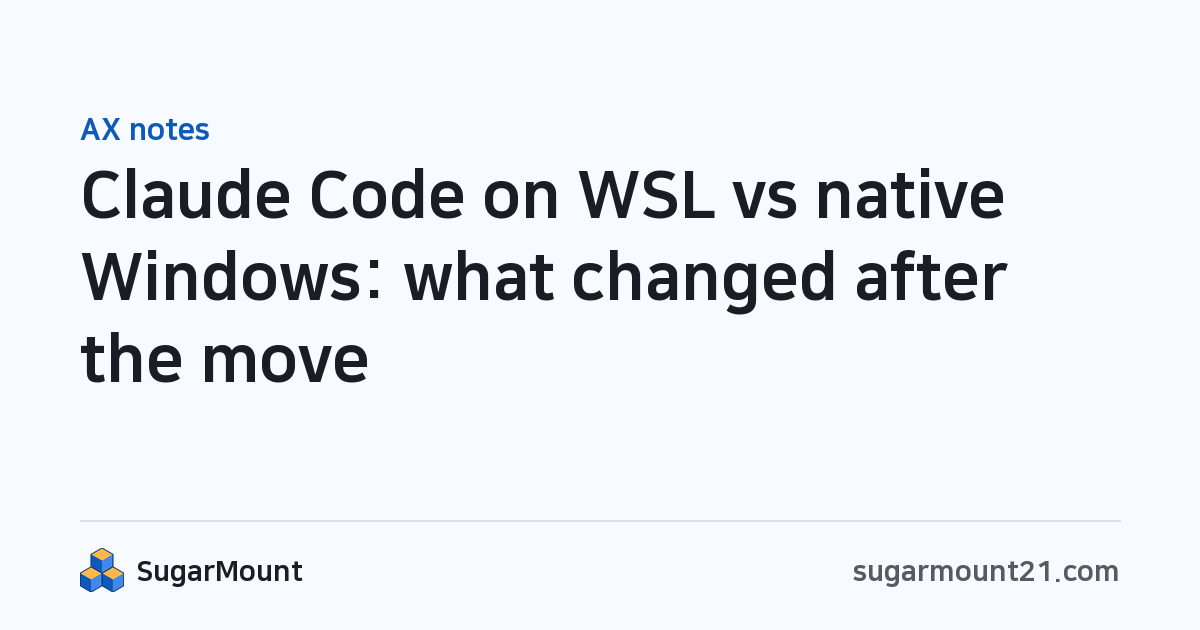 AX notes
Claude Code on WSL vs native
Windows: what changed after
the move
SugarMount
sugarmount21.com